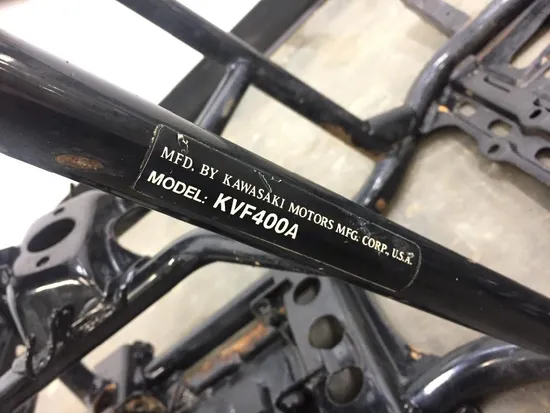 MFD. BY KAWASAKI MOTORS MFG. CORP., U.S.A.
MODEL: KVF400A